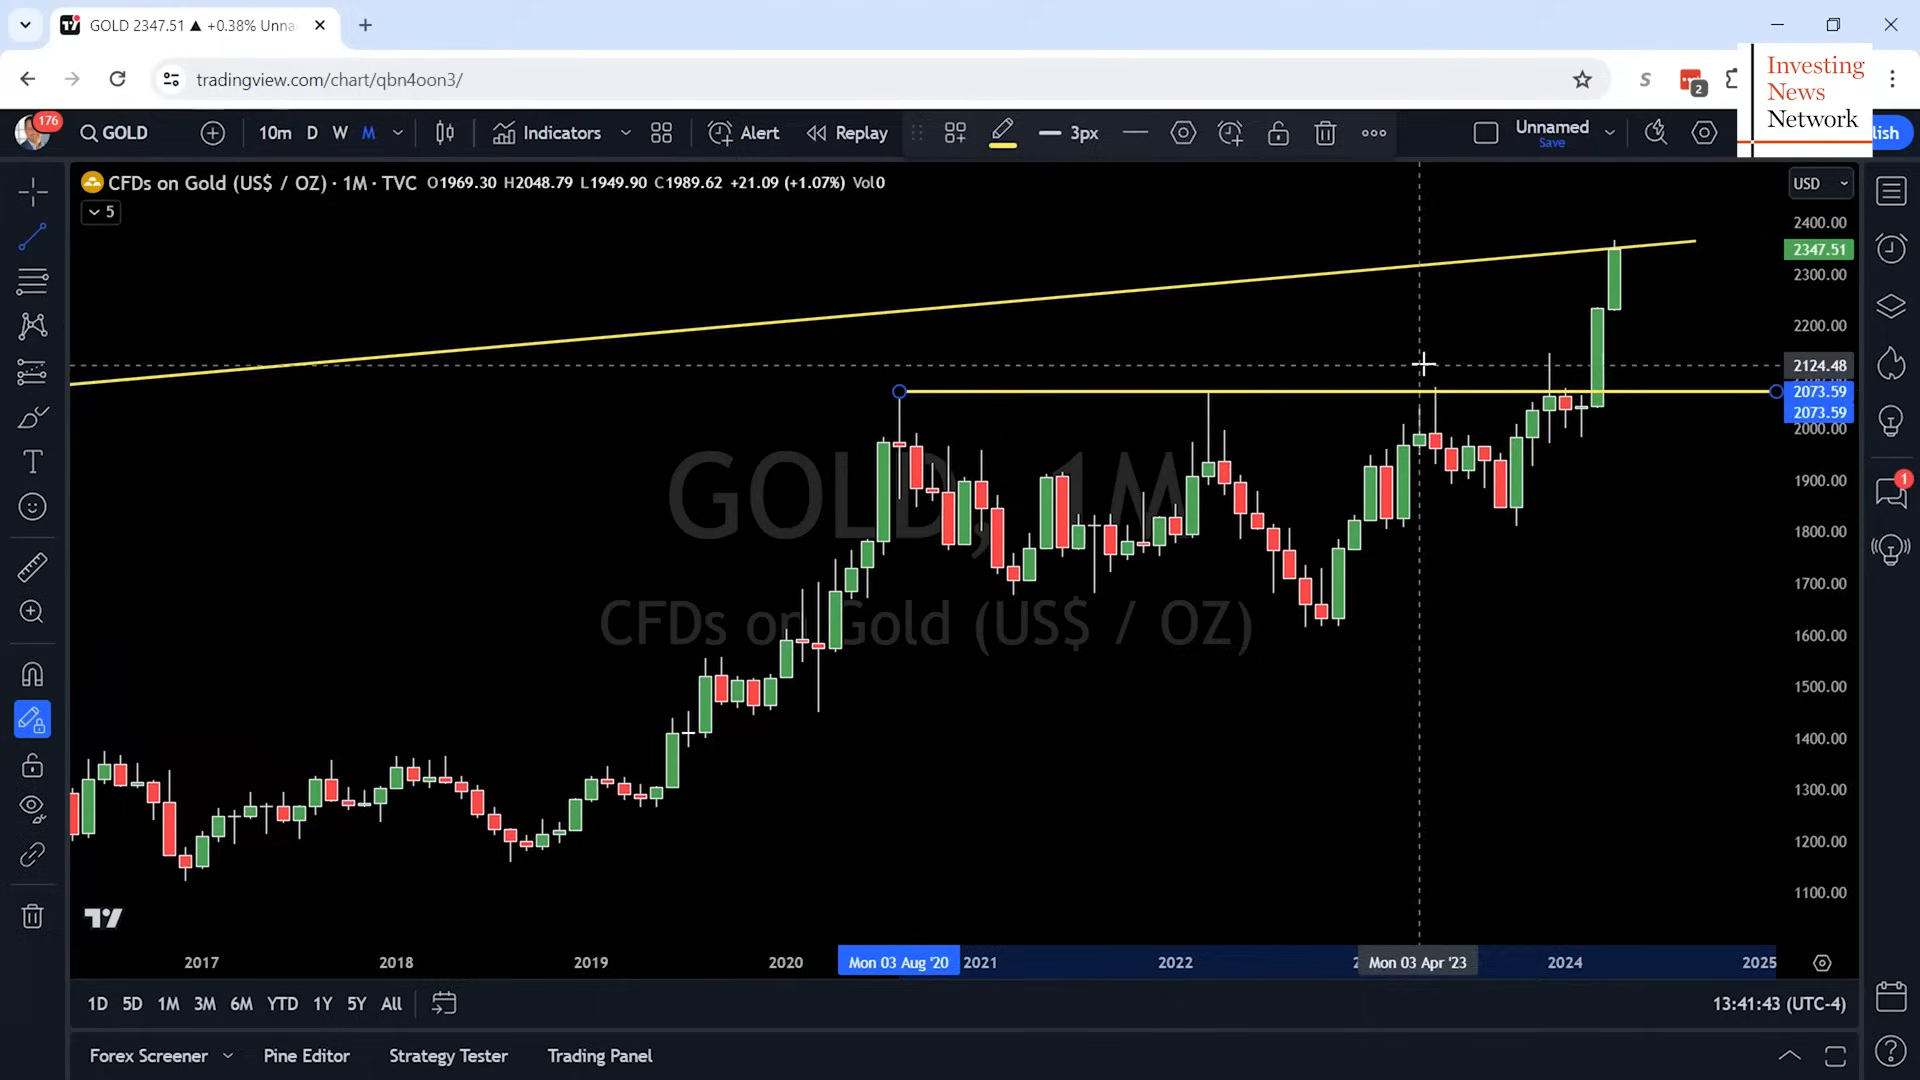 GOLD 2347.51 ▲ +0.38% Unna
tradingview.com/chart/qbn4oon3/
S
2
Investing
News
Network
176
GOLD
10m D W M
Indicators
Alert
Replay
3px
Unnamed
Save
lish
CFDs on Gold (US$ / OZ) · 1M · TVC O1969.30 H2048.79 L1949.90 C1989.62 +21.09 (+1.07%) Vol0
USD
5
2400.00
2347.51
2300.00
2200.00
2124.48
2073.59
2073.59
2000.00
1900.00
1800.00
1700.00
1600.00
1500.00
1400.00
1300.00
1200.00
1100.00
GOLD, 1M
CFDs on Gold (US$ / OZ)
1
2017 2018 2019 2020 Mon 03 Aug '20 2021 2022 Mon 03 Apr '23 2024 2025
1D 5D 1M 3M 6M YTD 1Y 5Y All
13:41:43 (UTC-4)
Forex Screener Pine Editor Strategy Tester Trading Panel